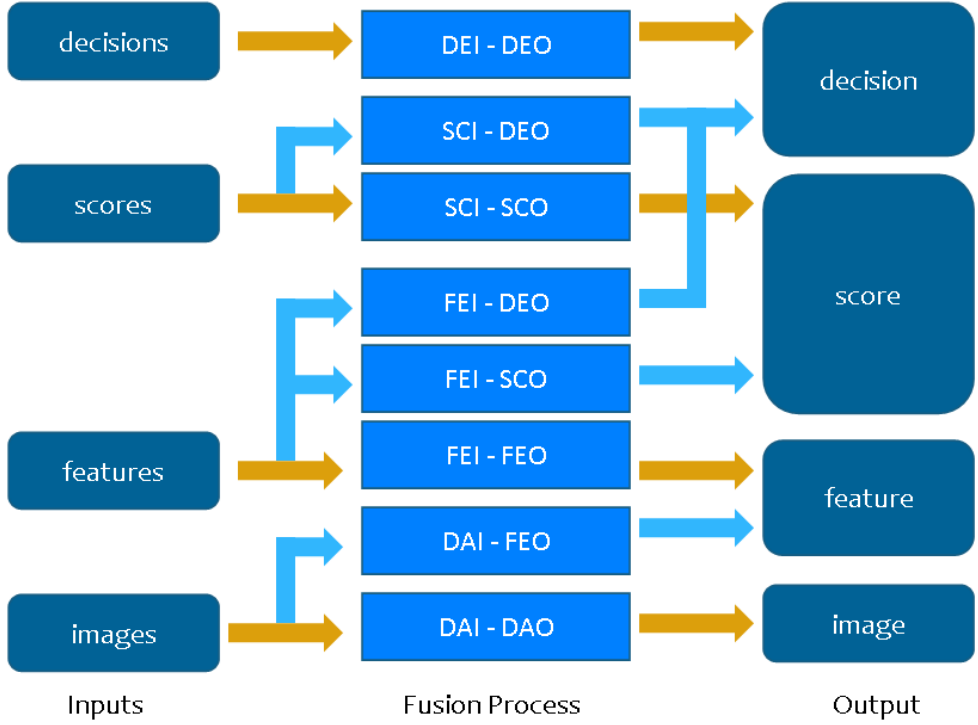 decisions
DEI - DEO
decision
SCI - DEO
scores
SCI - SCO
score
FEI - DEO
FEI - SCO
features
FEI - FEO
feature
DAI - FEO
images
DAI - DAO
image
Inputs
Fusion Process
Output